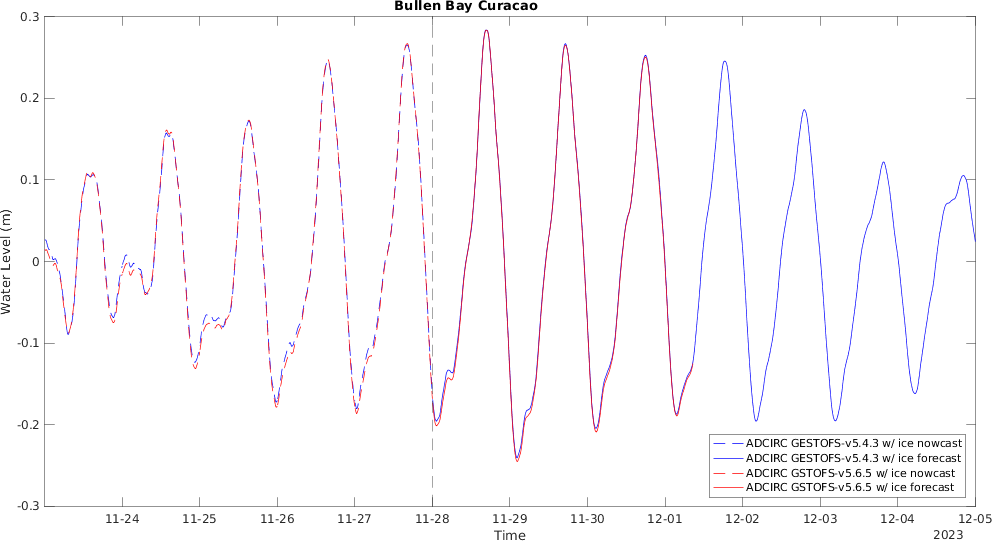 Bullen Bay Curacao
0.3
0.2
0.1
0
-0.1
-0.2
-0.3
Water Level (m)
ADCIRC GESTOFS-v5.4.3 w/ ice nowcast
ADCIRC GESTOFS-v5.4.3 w/ ice forecast
ADCIRC GSTOFS-v5.6.5 w/ ice nowcast
ADCIRC GSTOFS-v5.6.5 w/ ice forecast
11-24 11-25 11-26 11-27 11-28 11-29 11-30 12-01 12-02 12-03 12-04 12-05
Time
2023